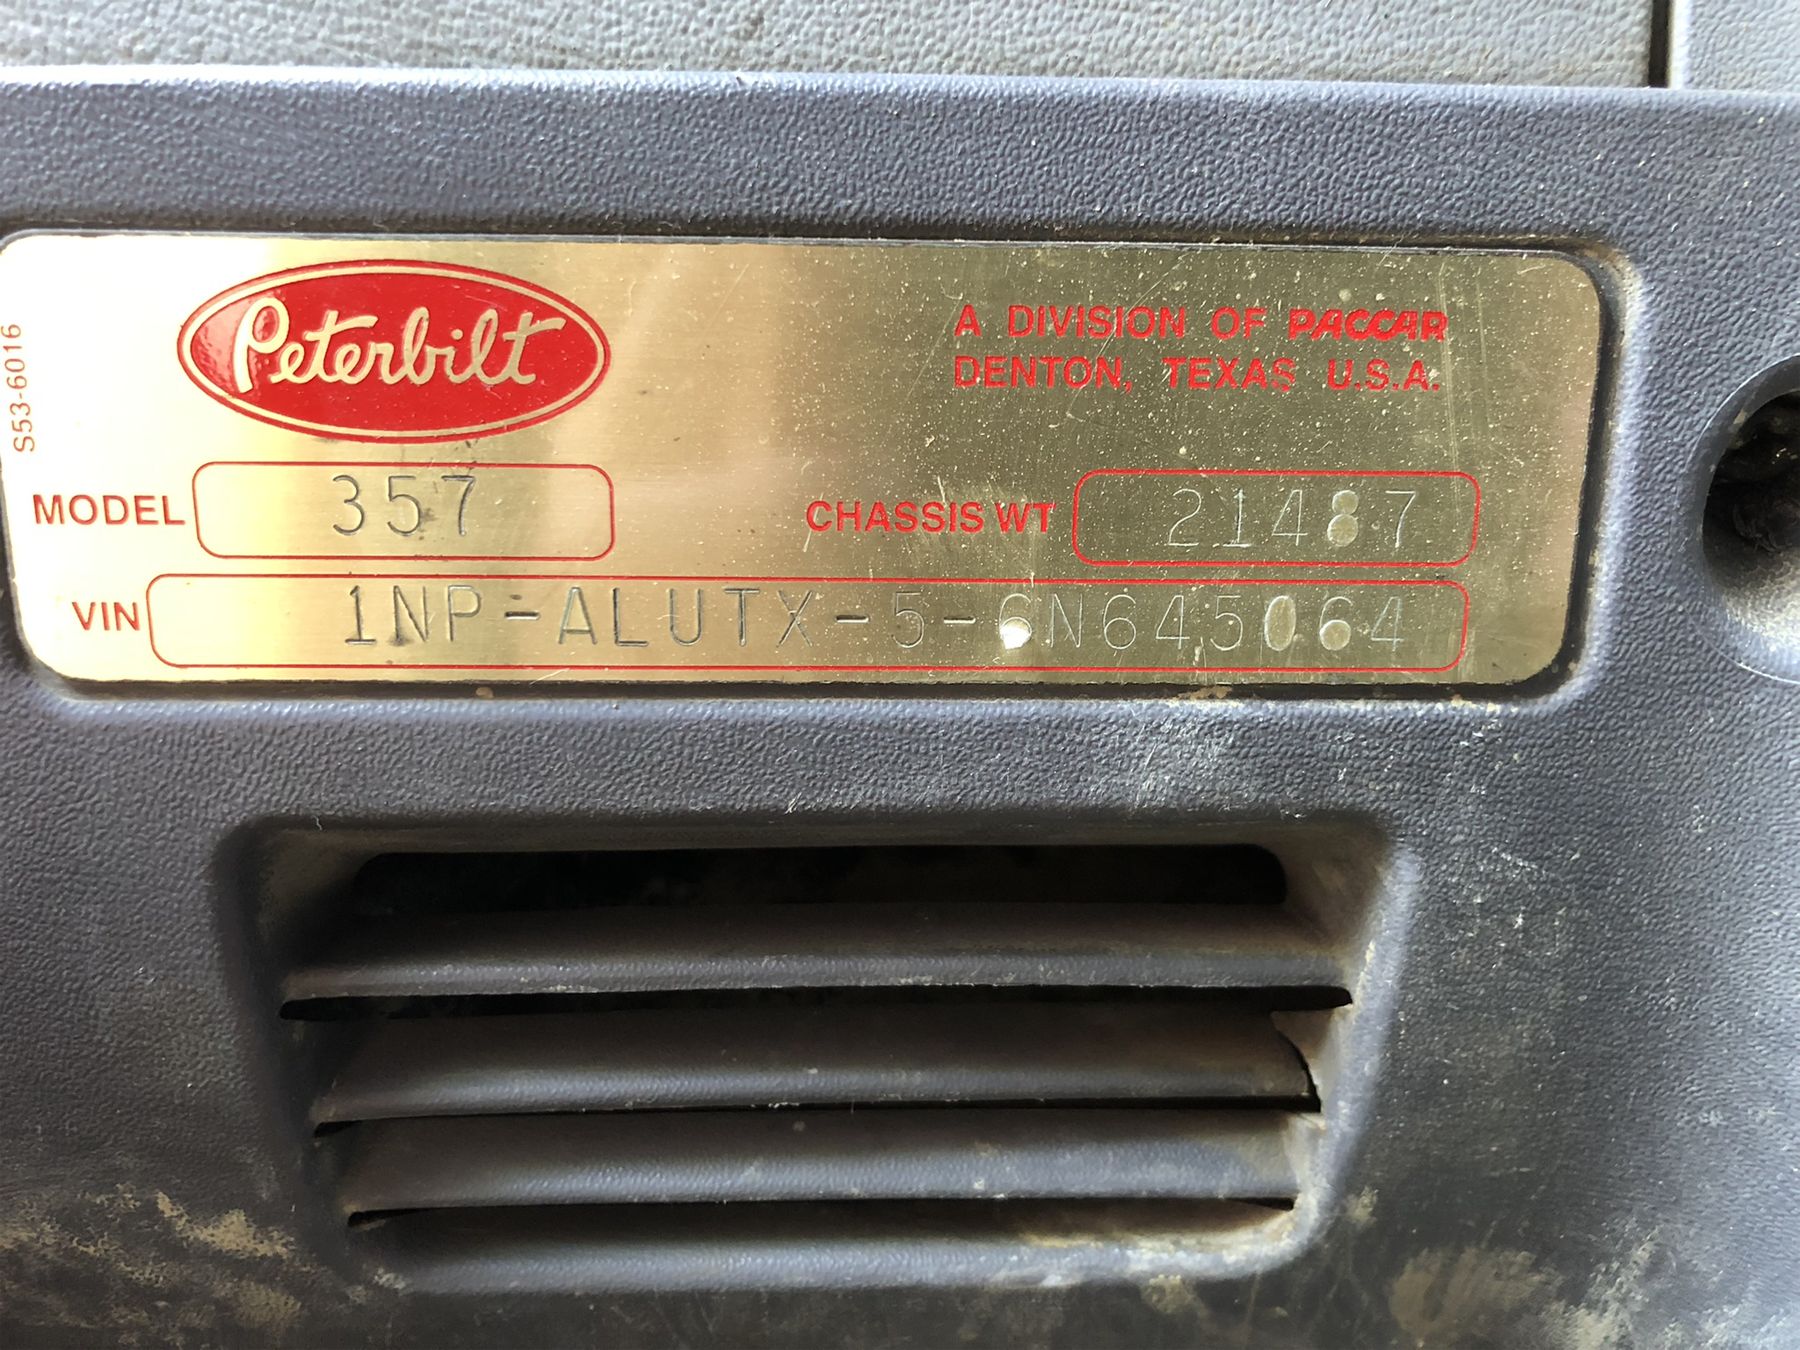 Peterbilt
A DIVISION OF PACCAR
DENTON, TEXAS U.S.A.
S53-6016
MODEL 357
CHASSIS WT 21487
VIN 1NP-ALUTX-5-6N645064